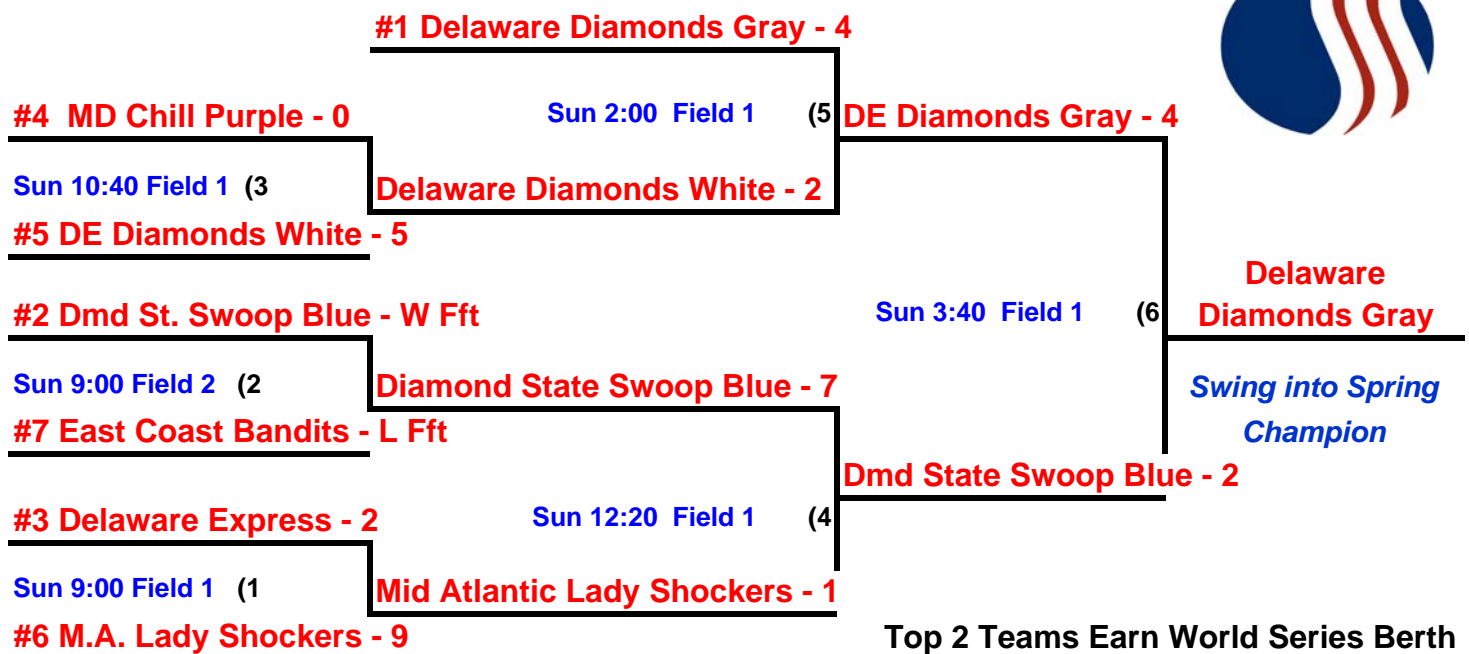 #1 Delaware Diamonds Gray - 4
#4 MD Chill Purple - 0
Sun 2:00 Field 1 (5
DE Diamonds Gray - 4
Sun 10:40 Field 1 (3
Delaware Diamonds White - 2
#5 DE Diamonds White - 5
Delaware
Diamonds Gray
#2 Dmd St. Swoop Blue - W Fft
Sun 3:40 Field 1 (6
Sun 9:00 Field 2 (2
Diamond State Swoop Blue - 7
Swing into Spring
Champion
#7 East Coast Bandits - L Fft
Dmd State Swoop Blue - 2
#3 Delaware Express - 2
Sun 12:20 Field 1 (4
Sun 9:00 Field 1 (1
Mid Atlantic Lady Shockers - 1
#6 M.A. Lady Shockers - 9
Top 2 Teams Earn World Series Berth